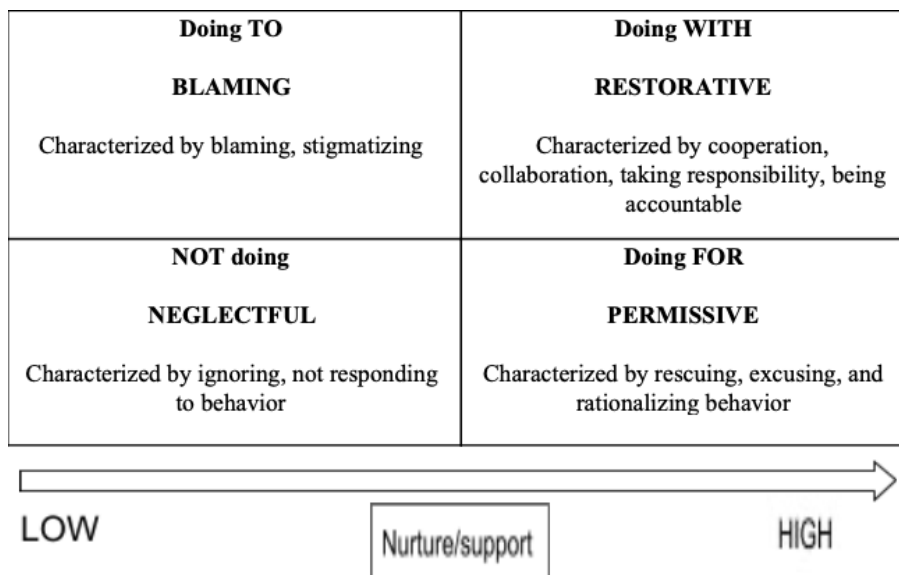 Doing TO
BLAMING
Characterized by blaming, stigmatizing
Doing WITH
RESTORATIVE
Characterized by cooperation,
collaboration, taking responsibility, being
accountable
NOT doing
NEGLECTFUL
Characterized by ignoring, not responding
to behavior
Doing FOR
PERMISSIVE
Characterized by rescuing, excusing, and
rationalizing behavior
LOW
Nurture/support
HIGH